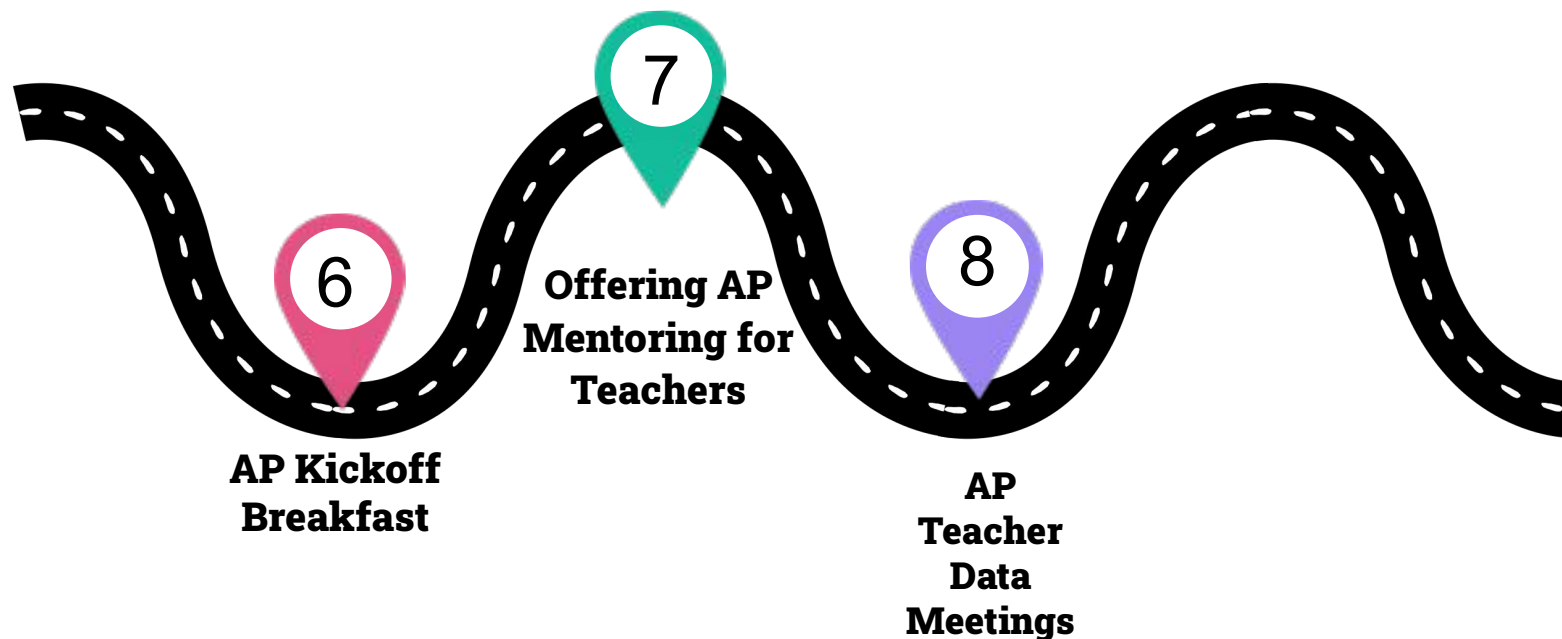 6
AP Kickoff
Breakfast
7
Offering AP
Mentoring for
Teachers
8
AP
Teacher
Data
Meetings